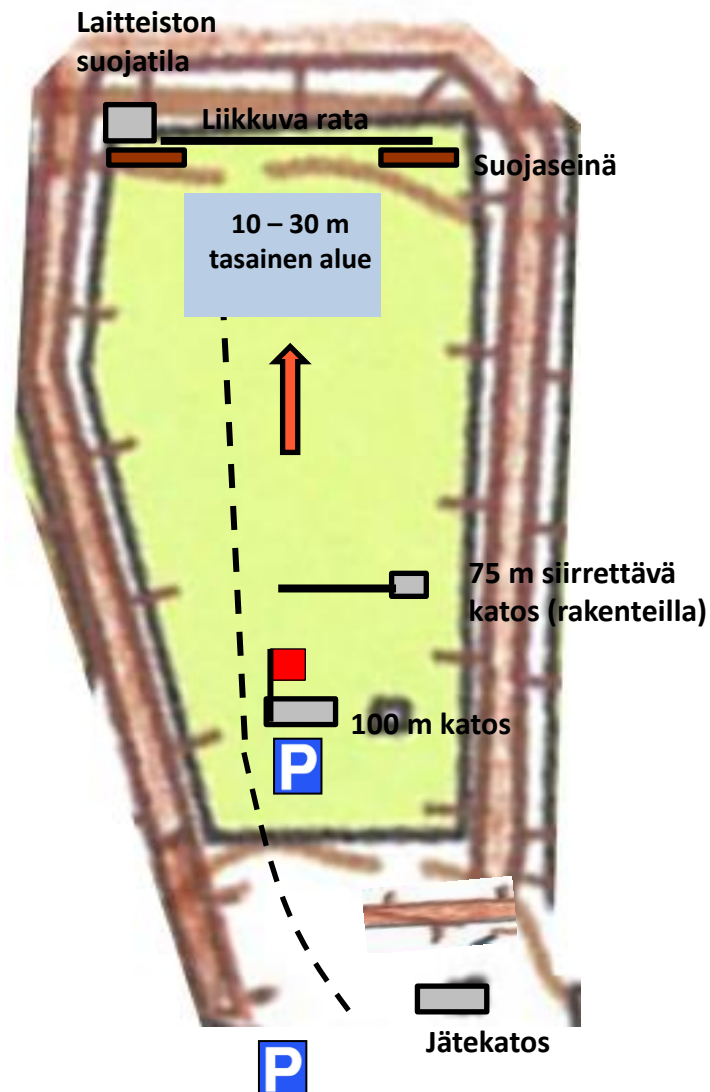 Laitteiston
suojatila
Liikkuva rata
Suojaseinä
10 – 30 m
tasainen alue
75 m siirrettävä
katos (rakenteilla)
100 m katos
P
Jätekatos
P